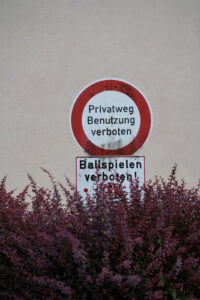 Privatweg
Benutzung
verboten
Ballspielen
verboten!